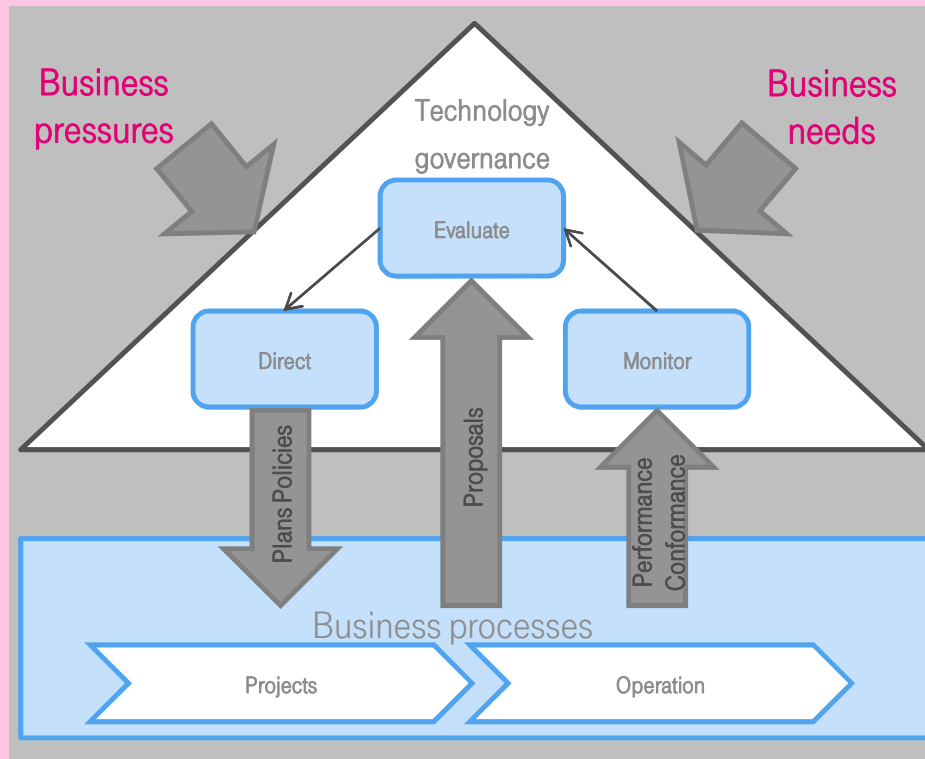 Business
pressures
Business
needs
Technology
governance
Evaluate
Direct
Monitor
Plans Policies
Proposals
Performance
Conformance
Business processes
Projects
Operation